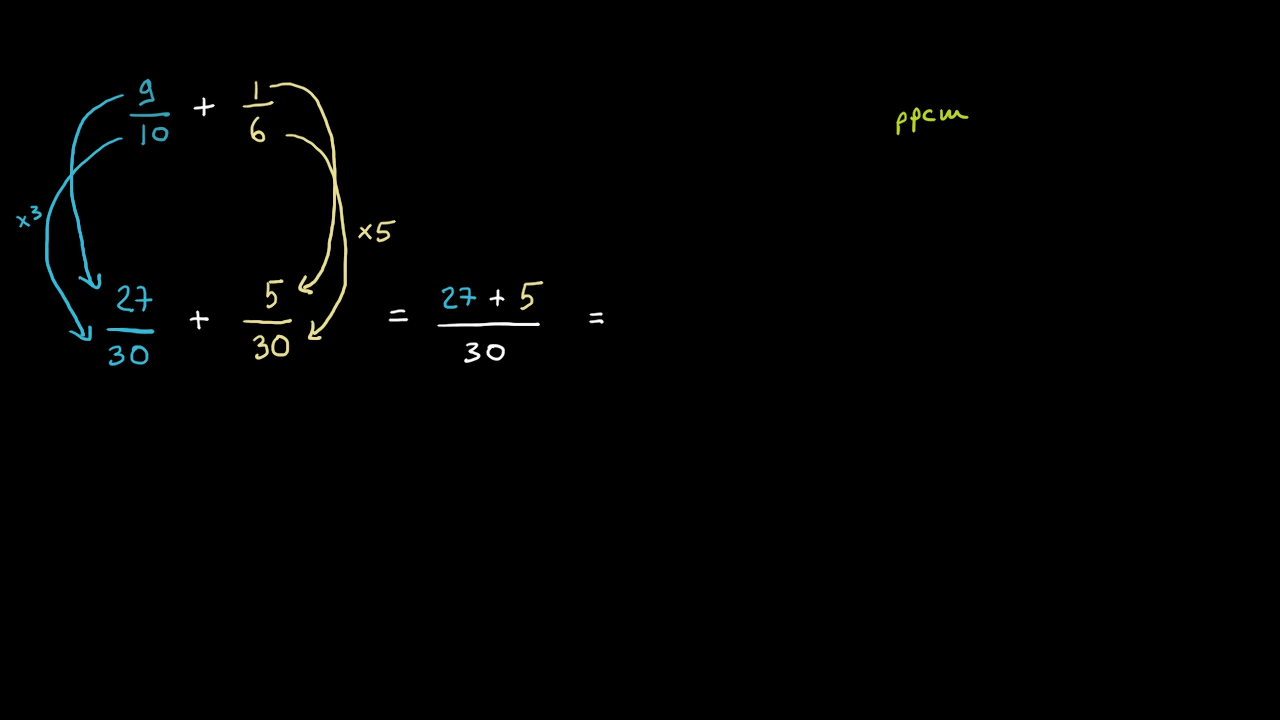 9/10 + 1/6
ppcm
x3
x5
27/30 + 5/30 = 27 + 5/30 =